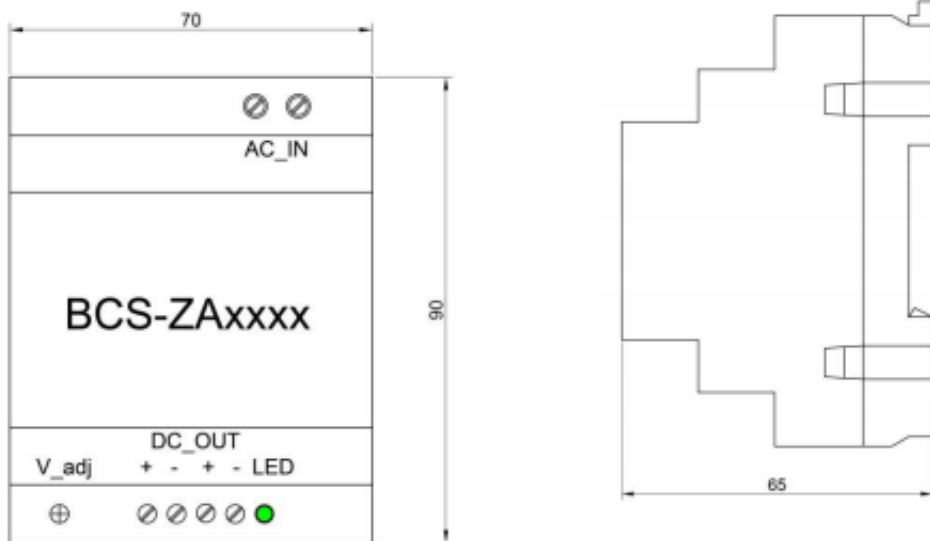 70
AC_IN
BCS-ZAxxxx
90
DC_OUT
V_adj + - + - LED
65